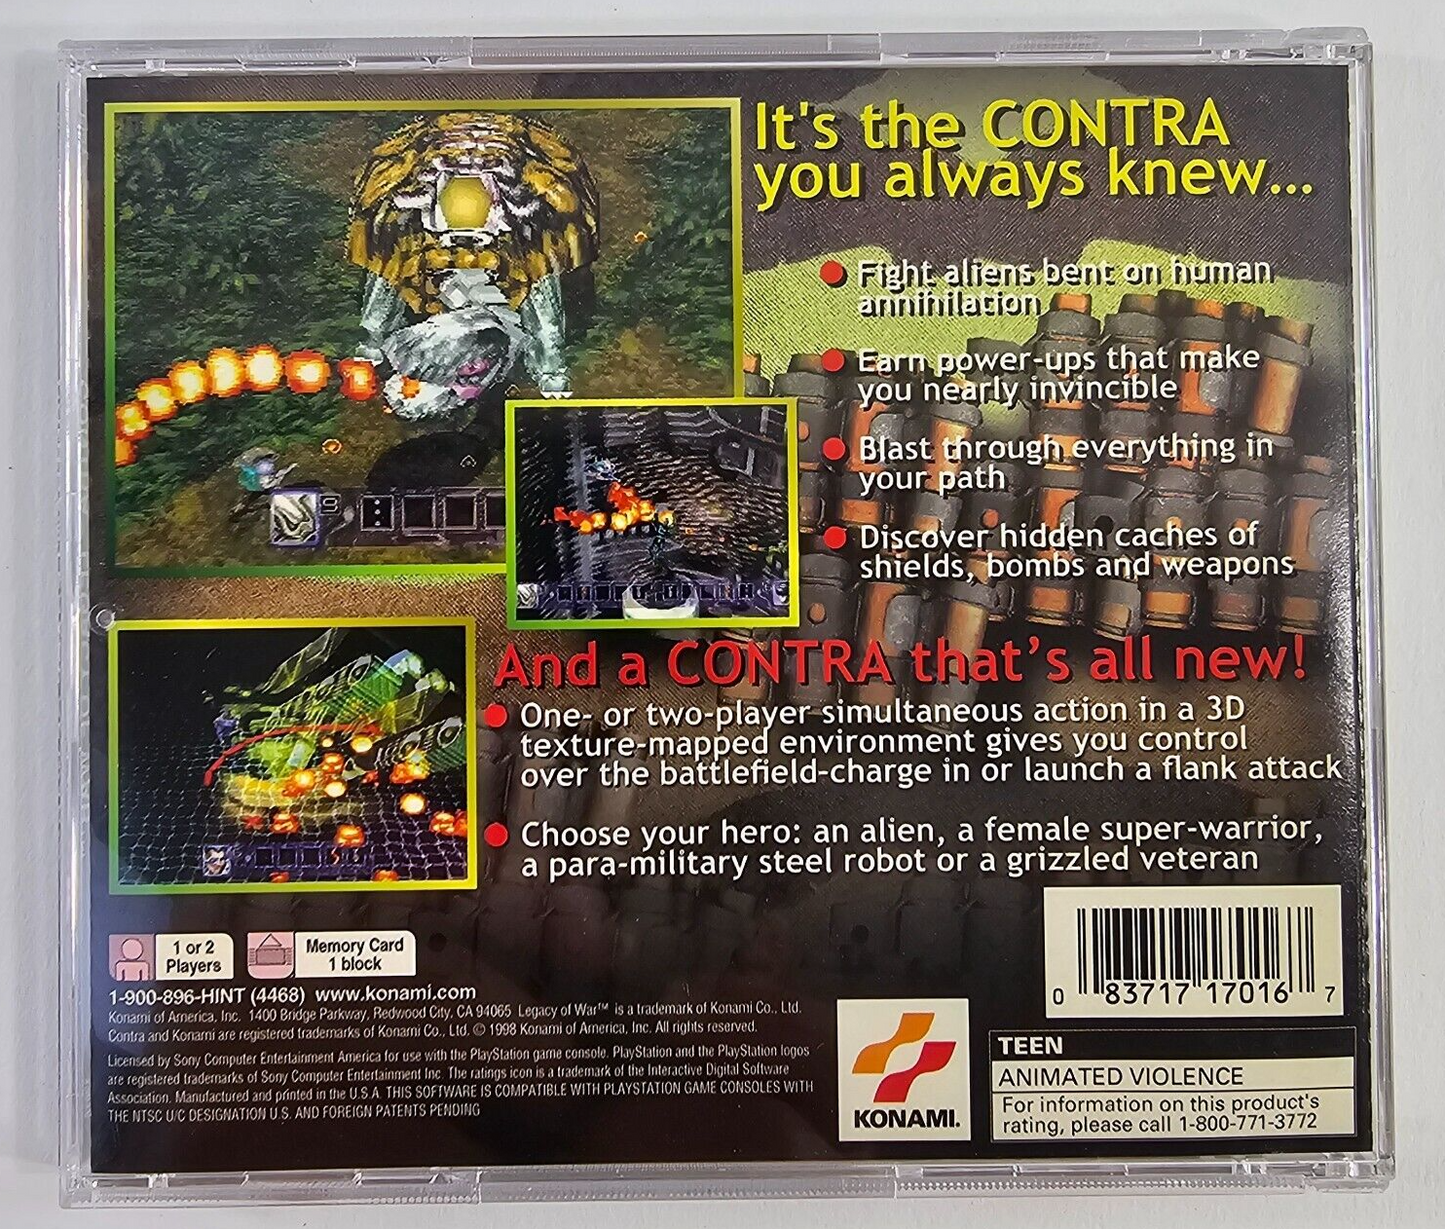 It's the CONTRA
you always knew...
Fight aliens bent on human
annihilation
Earn power-ups that make
you nearly invincible
Blast through everything in
your path
Discover hidden caches of
shields, bombs and weapons
And a CONTRA that's all new!
One- or two-player simultaneous action in a 3D
texture-mapped environment gives you control
over the battlefield-charge in or launch a flank attack
Choose your hero: an alien, a female super-warrior,
a para-military steel robot or a grizzled veteran
1 or 2
Players
Memory Card
1 block
1-900-896-HINT (4468) www.konami.com
Konami of America, Inc. 1400 Bridge Parkway, Redwood City, CA 94065 Legacy of War™ is a trademark of Konami Co., Ltd.
Contra and Konami are registered trademarks of Konami Co., Ltd. © 1998 Konami of America, Inc. All rights reserved.
Licensed by Sony Computer Entertainment America for use with the PlayStation game console. PlayStation and the PlayStation logos
are registered trademarks of Sony Computer Entertainment Inc. The ratings icon is a trademark of the Interactive Digital Software
Association. Manufactured and printed in the U.S.A. THIS SOFTWARE IS COMPATIBLE WITH PLAYSTATION GAME CONSOLES WITH
THE NTSC U/C DESIGNATION U.S. AND FOREIGN PATENTS PENDING
KONAMI.
0 83717 17016 7
TEEN
ANIMATED VIOLENCE
For information on this product's
rating, please call 1-800-771-3772